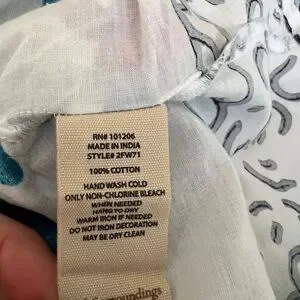 RN# 101206
MADE IN INDIA
STYLE# 2FW71
100% COTTON
HAND WASH COLD
ONLY NON-CHLORINE BLEACH
WHEN NEEDED
HANG TO DRY
WARM IRON IF NEEDED
DO NOT IRON DECORATION
MAY BE DRY CLEAN
roundings